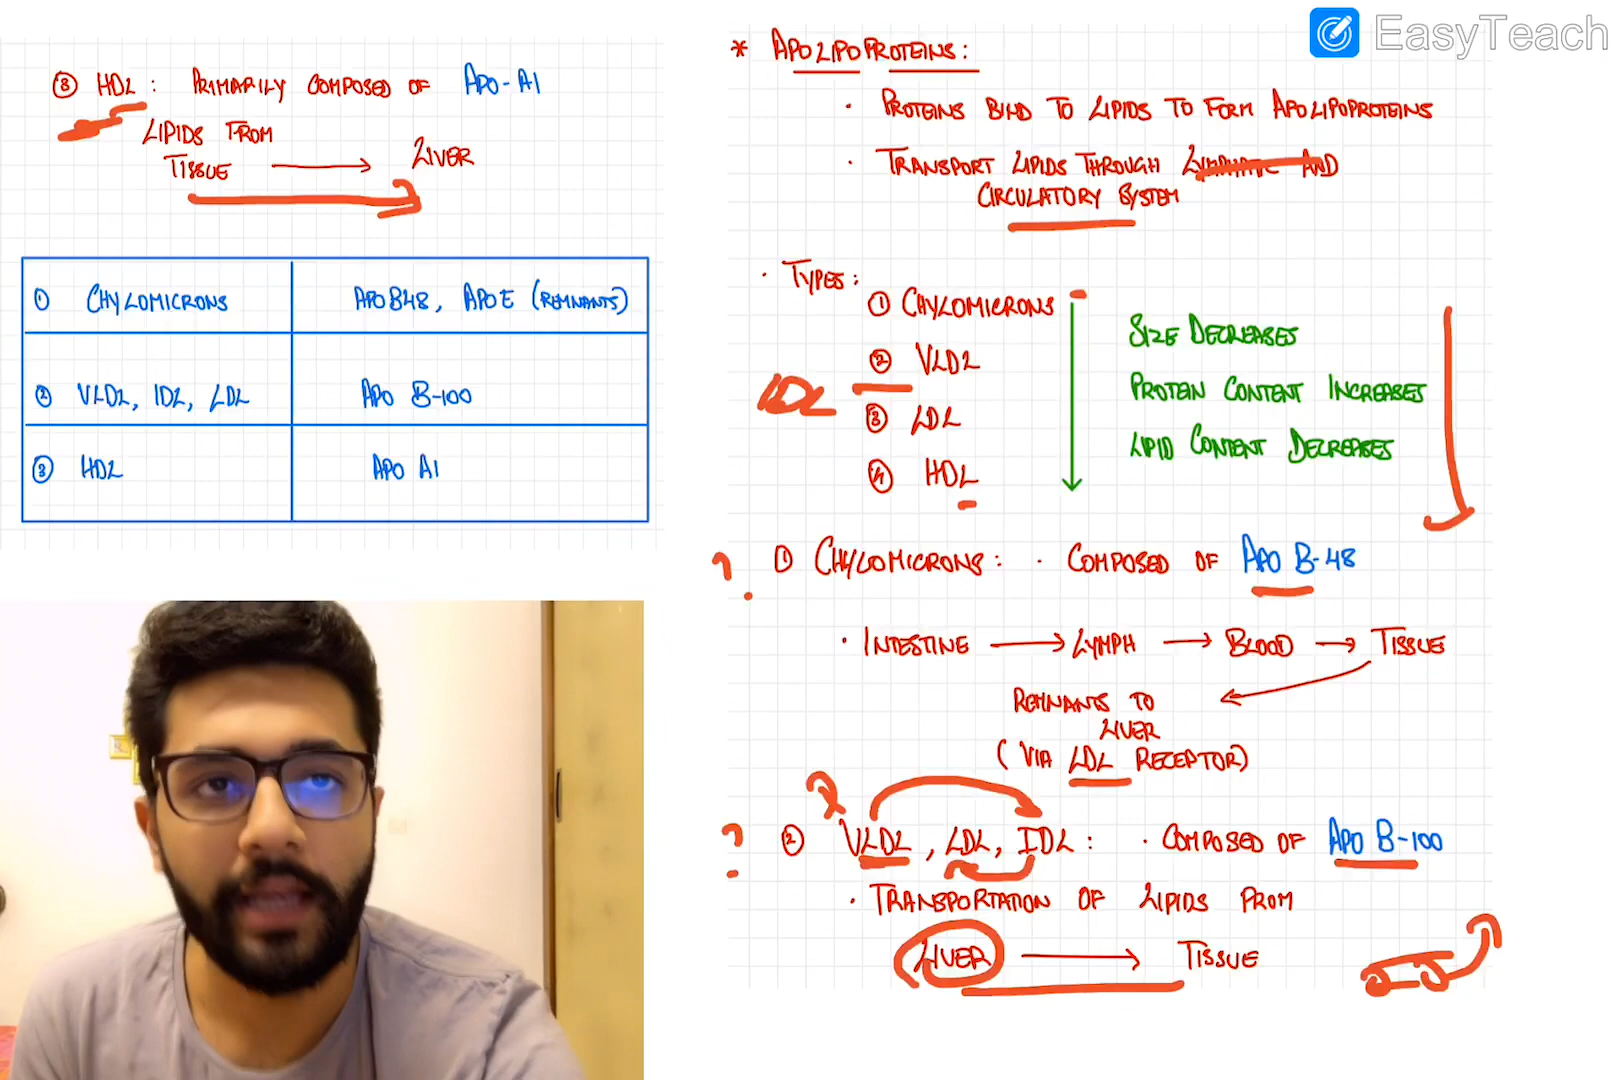 EasyTeach
③ HDL: PRIMARILY COMPOSED OF APO-A1
LIPIDS FROM
TISSUE → LIVER
① CHYLOMICRONS APO B48, APO E (REMNANTS)
② VLDL, IDL, LDL APO B-100
③ HDL APO A1
* APOLIPOPROTEINS:
· PROTEINS BIND TO LIPIDS TO FORM APOLIPOPROTEINS
· TRANSPORT LIPIDS THROUGH LYMPHATIC AND
CIRCULATORY SYSTEM
· TYPES:
① CHYLOMICRONS
② VLDL
IDL
③ LDL
④ HDL
SIZE DECREASES
PROTEIN CONTENT INCREASES
LIPID CONTENT DECREASES
① CHYLOMICRONS: · COMPOSED OF APO B-48
· INTESTINE → LYMPH → BLOOD → TISSUE
REMNANTS TO
LIVER
(VIA LDL RECEPTOR)
② VLDL, LDL, IDL: · COMPOSED OF APO B-100
· TRANSPORTATION OF LIPIDS FROM
LIVER → TISSUE